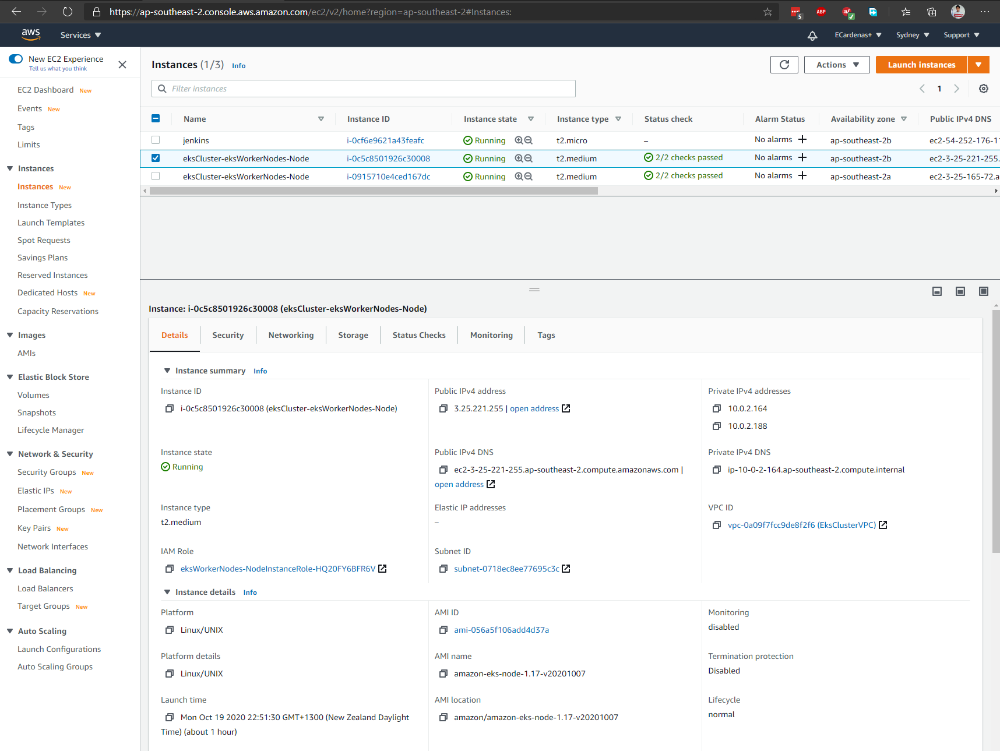 https://ap-southeast-2.console.aws.amazon.com/ec2/v2/home?region=ap-southeast-2#Instances:
5
ABP
aws
Services
ECardenas+
Sydney
Support
New EC2 Experience
Tell us what you think
EC2 Dashboard New
Events New
Tags
Limits
Instances
Instances New
Instance Types
Launch Templates
Spot Requests
Savings Plans
Reserved Instances
Dedicated Hosts New
Capacity Reservations
Images
AMIs
Elastic Block Store
Volumes
Snapshots
Lifecycle Manager
Network & Security
Security Groups New
Elastic IPs New
Placement Groups New
Key Pairs New
Network Interfaces
Load Balancing
Load Balancers
Target Groups New
Auto Scaling
Launch Configurations
Auto Scaling Groups
Instances (1/3) Info
Actions
Launch instances
Filter instances
1
Name Instance ID Instance state Instance type Status check Alarm Status Availability zone Public IPv4 DNS
jenkins i-0cf6e9621a43feafc Running t2.micro – No alarms + ap-southeast-2b ec2-54-252-176-1
eksCluster-eksWorkerNodes-Node i-0c5c8501926c30008 Running t2.medium 2/2 checks passed No alarms + ap-southeast-2b ec2-3-25-221-255.
eksCluster-eksWorkerNodes-Node i-0915710e4ced167dc Running t2.medium 2/2 checks passed No alarms + ap-southeast-2a ec2-3-25-165-72.a
Instance: i-0c5c8501926c30008 (eksCluster-eksWorkerNodes-Node)
Details Security Networking Storage Status Checks Monitoring Tags
Instance summary Info
Instance ID
i-0c5c8501926c30008 (eksCluster-eksWorkerNodes-Node)
Public IPv4 address
3.25.221.255 | open address
Private IPv4 addresses
10.0.2.164
10.0.2.188
Instance state
Running
Public IPv4 DNS
ec2-3-25-221-255.ap-southeast-2.compute.amazonaws.com |
open address
Private IPv4 DNS
ip-10-0-2-164.ap-southeast-2.compute.internal
Instance type
t2.medium
Elastic IP addresses
–
VPC ID
vpc-0a09f7fcc9de8f2f6 (EksClusterVPC)
IAM Role
eksWorkerNodes-NodeInstanceRole-HQ20FY6BFR6V
Subnet ID
subnet-0718ec8ee77695c3c
Instance details Info
Platform
Linux/UNIX
AMI ID
ami-056a5f106add4d37a
Monitoring
disabled
Platform details
Linux/UNIX
AMI name
amazon-eks-node-1.17-v20201007
Termination protection
Disabled
Launch time
Mon Oct 19 2020 22:51:30 GMT+1300 (New Zealand Daylight
Time) (about 1 hour)
AMI location
amazon/amazon-eks-node-1.17-v20201007
Lifecycle
normal